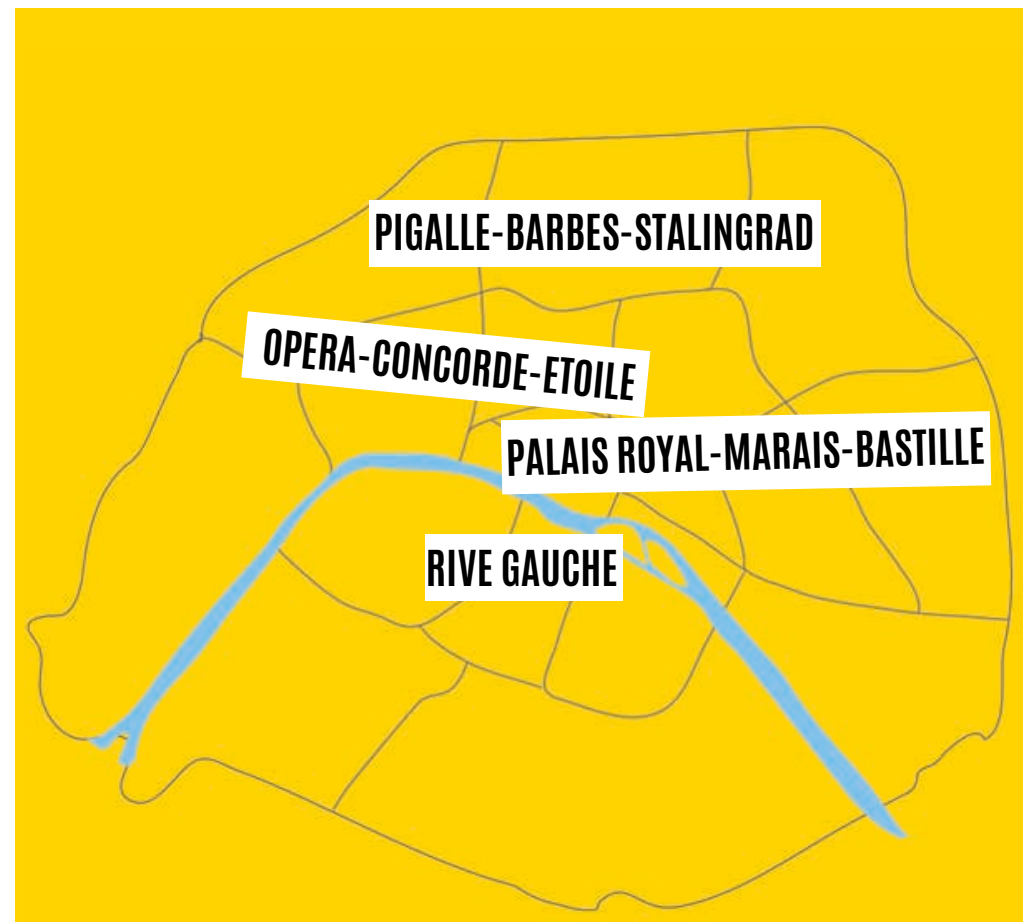 PIGALLE-BARBES-STALINGRAD
OPERA-CONCORDE-ETOILE
PALAIS ROYAL-MARAIS-BASTILLE
RIVE GAUCHE